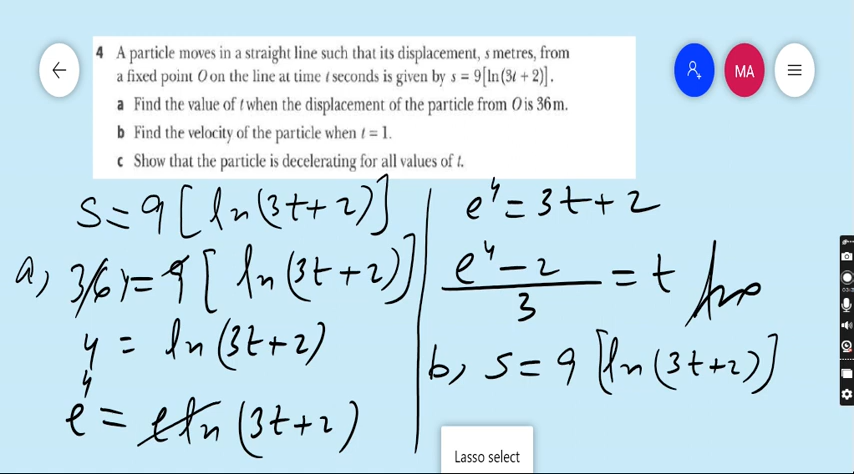 4 A particle moves in a straight line such that its displacement, s metres, from
a fixed point O on the line at time t seconds is given by s = 9[ln(3t + 2)].
a Find the value of t when the displacement of the particle from O is 36 m.
b Find the velocity of the particle when t = 1.
c Show that the particle is decelerating for all values of t.
MA
s = 9 [ ln(3t+2) ]
a) 36 4 = 9 [ ln(3t+2) ]
4 = ln(3t+2)
e^4 = eln (3t+2)
e^4 = 3t+2
(e^4 - 2)/3 = t Ans
b) s = 9 [ ln(3t+2) ]
Lasso select